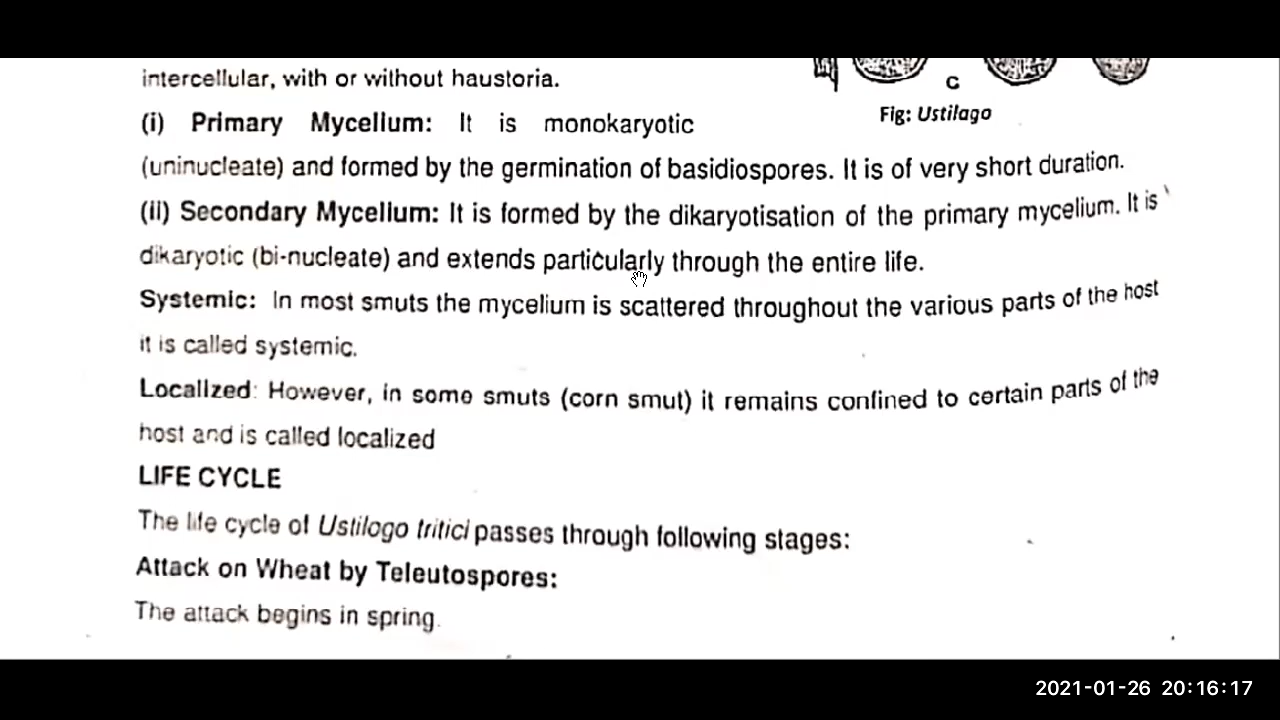 intercellular, with or without haustoria.
C
Fig: Ustilago
(i) Primary Mycelium: It is monokaryotic
(uninucleate) and formed by the germination of basidiospores. It is of very short duration.
(ii) Secondary Mycelium: It is formed by the dikaryotisation of the primary mycelium. It is
dikaryotic (bi-nucleate) and extends particularly through the entire life.
Systemic: In most smuts the mycelium is scattered throughout the various parts of the host
it is called systemic.
Localized: However, in some smuts (corn smut) it remains confined to certain parts of the
host and is called localized
LIFE CYCLE
The life cycle of Ustilogo tritici passes through following stages:
Attack on Wheat by Teleutospores:
The attack begins in spring.
2021-01-26 20:16:17